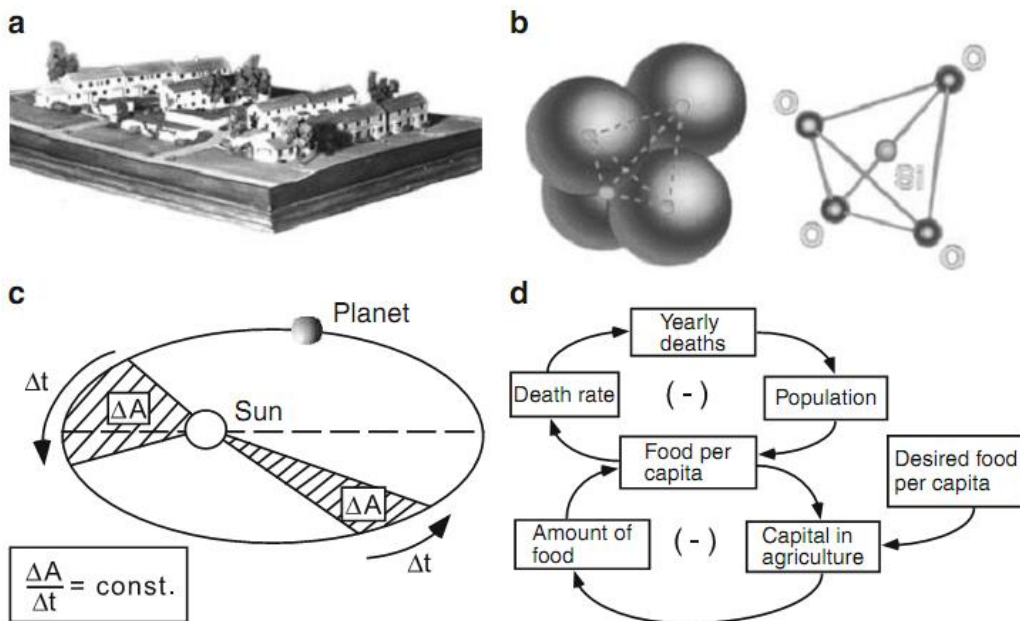 a
b
O
O
O
O
c
Planet
Δt
ΔA
Sun
ΔA
Δt
ΔA
Δt
= const.
d
Yearly
deaths
Death rate
(-)
Population
Food per
capita
Desired food
per capita
Amount of
food
(-)
Capital in
agriculture